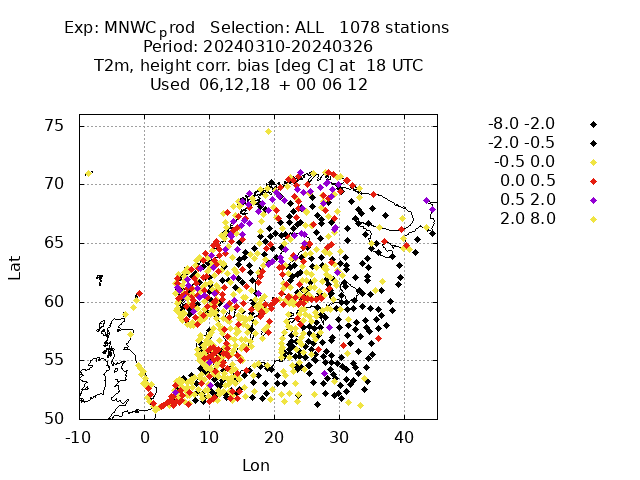 Exp: MNWC_prod   Selection: ALL   1078 stations
Period: 20240310-20240326
T2m, height corr. bias [deg C] at  18 UTC
Used  06,12,18  + 00 06 12
-8.0 -2.0
-2.0 -0.5
-0.5 0.0
0.0 0.5
0.5 2.0
2.0 8.0
75
70
65
60
55
50
Lat
-10 0 10 20 30 40
Lon